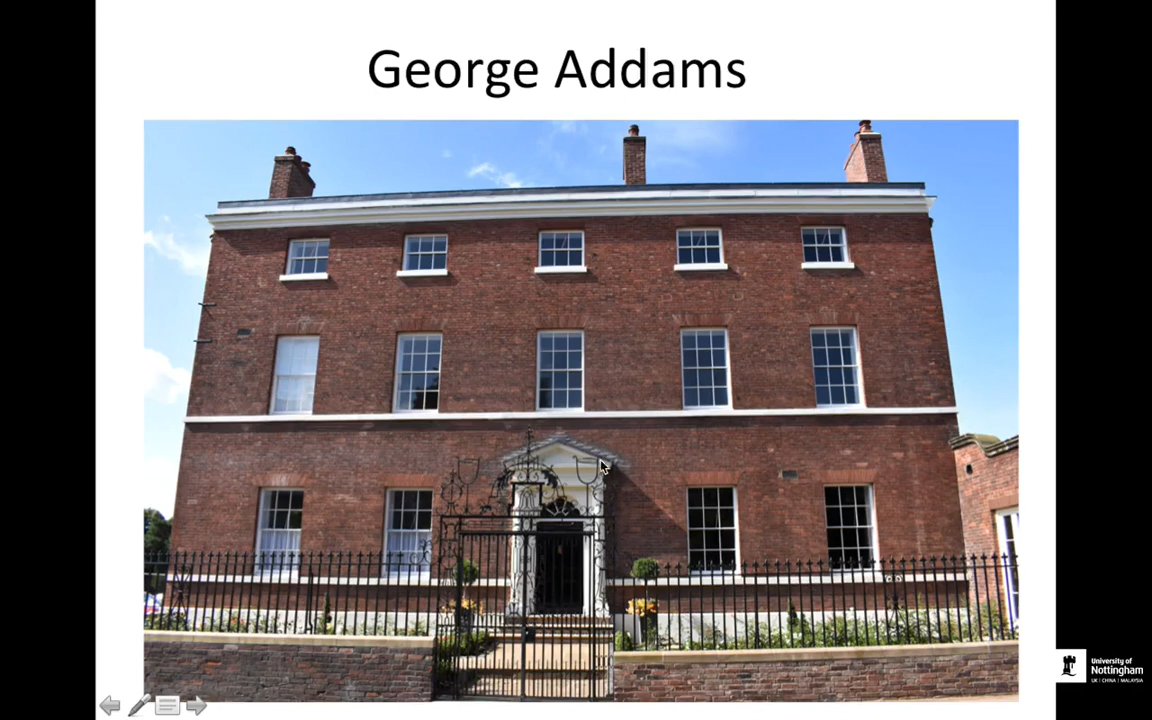 George Addams
University of
Nottingham
UK | CHINA | MALAYSIA